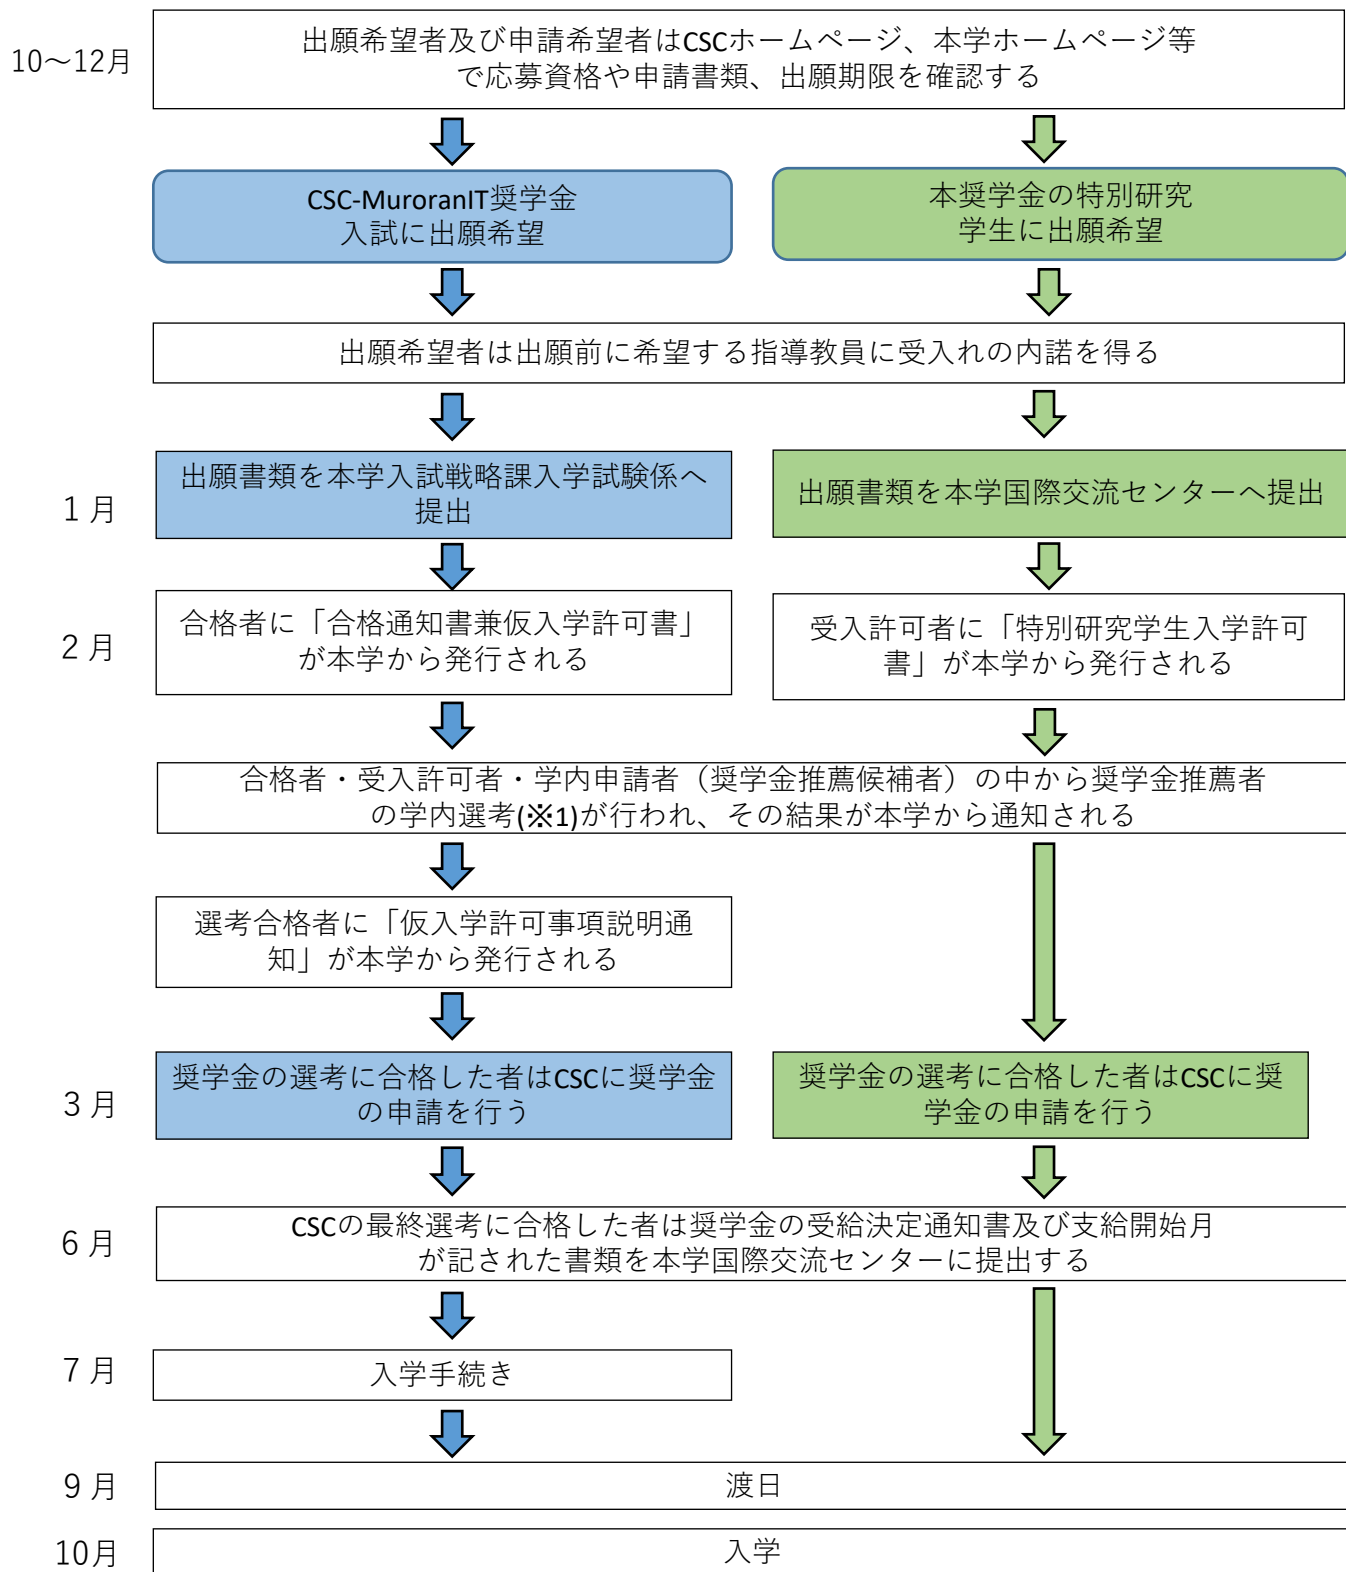 10～12月
出願希望者及び申請希望者はCSCホームページ、本学ホームページ等
で応募資格や申請書類、出願期限を確認する
CSC-MuroranIT奨学金
入試に出願希望
本奨学金の特別研究
学生に出願希望
出願希望者は出願前に希望する指導教員に受入れの内諾を得る
1月
出願書類を本学入試戦略課入学試験係へ
提出
出願書類を本学国際交流センターへ提出
2月
合格者に「合格通知書兼仮入学許可書」
が本学から発行される
受入許可者に「特別研究学生入学許可
書」が本学から発行される
合格者・受入許可者・学内申請者（奨学金推薦候補者）の中から奨学金推薦者
の学内選考(※1)が行われ、その結果が本学から通知される
選考合格者に「仮入学許可事項説明通
知」が本学から発行される
3月
奨学金の選考に合格した者はCSCに奨学金
の申請を行う
奨学金の選考に合格した者はCSCに奨
学金の申請を行う
6月
CSCの最終選考に合格した者は奨学金の受給決定通知書及び支給開始月
が記された書類を本学国際交流センターに提出する
7月
入学手続き
9月
渡日
10月
入学